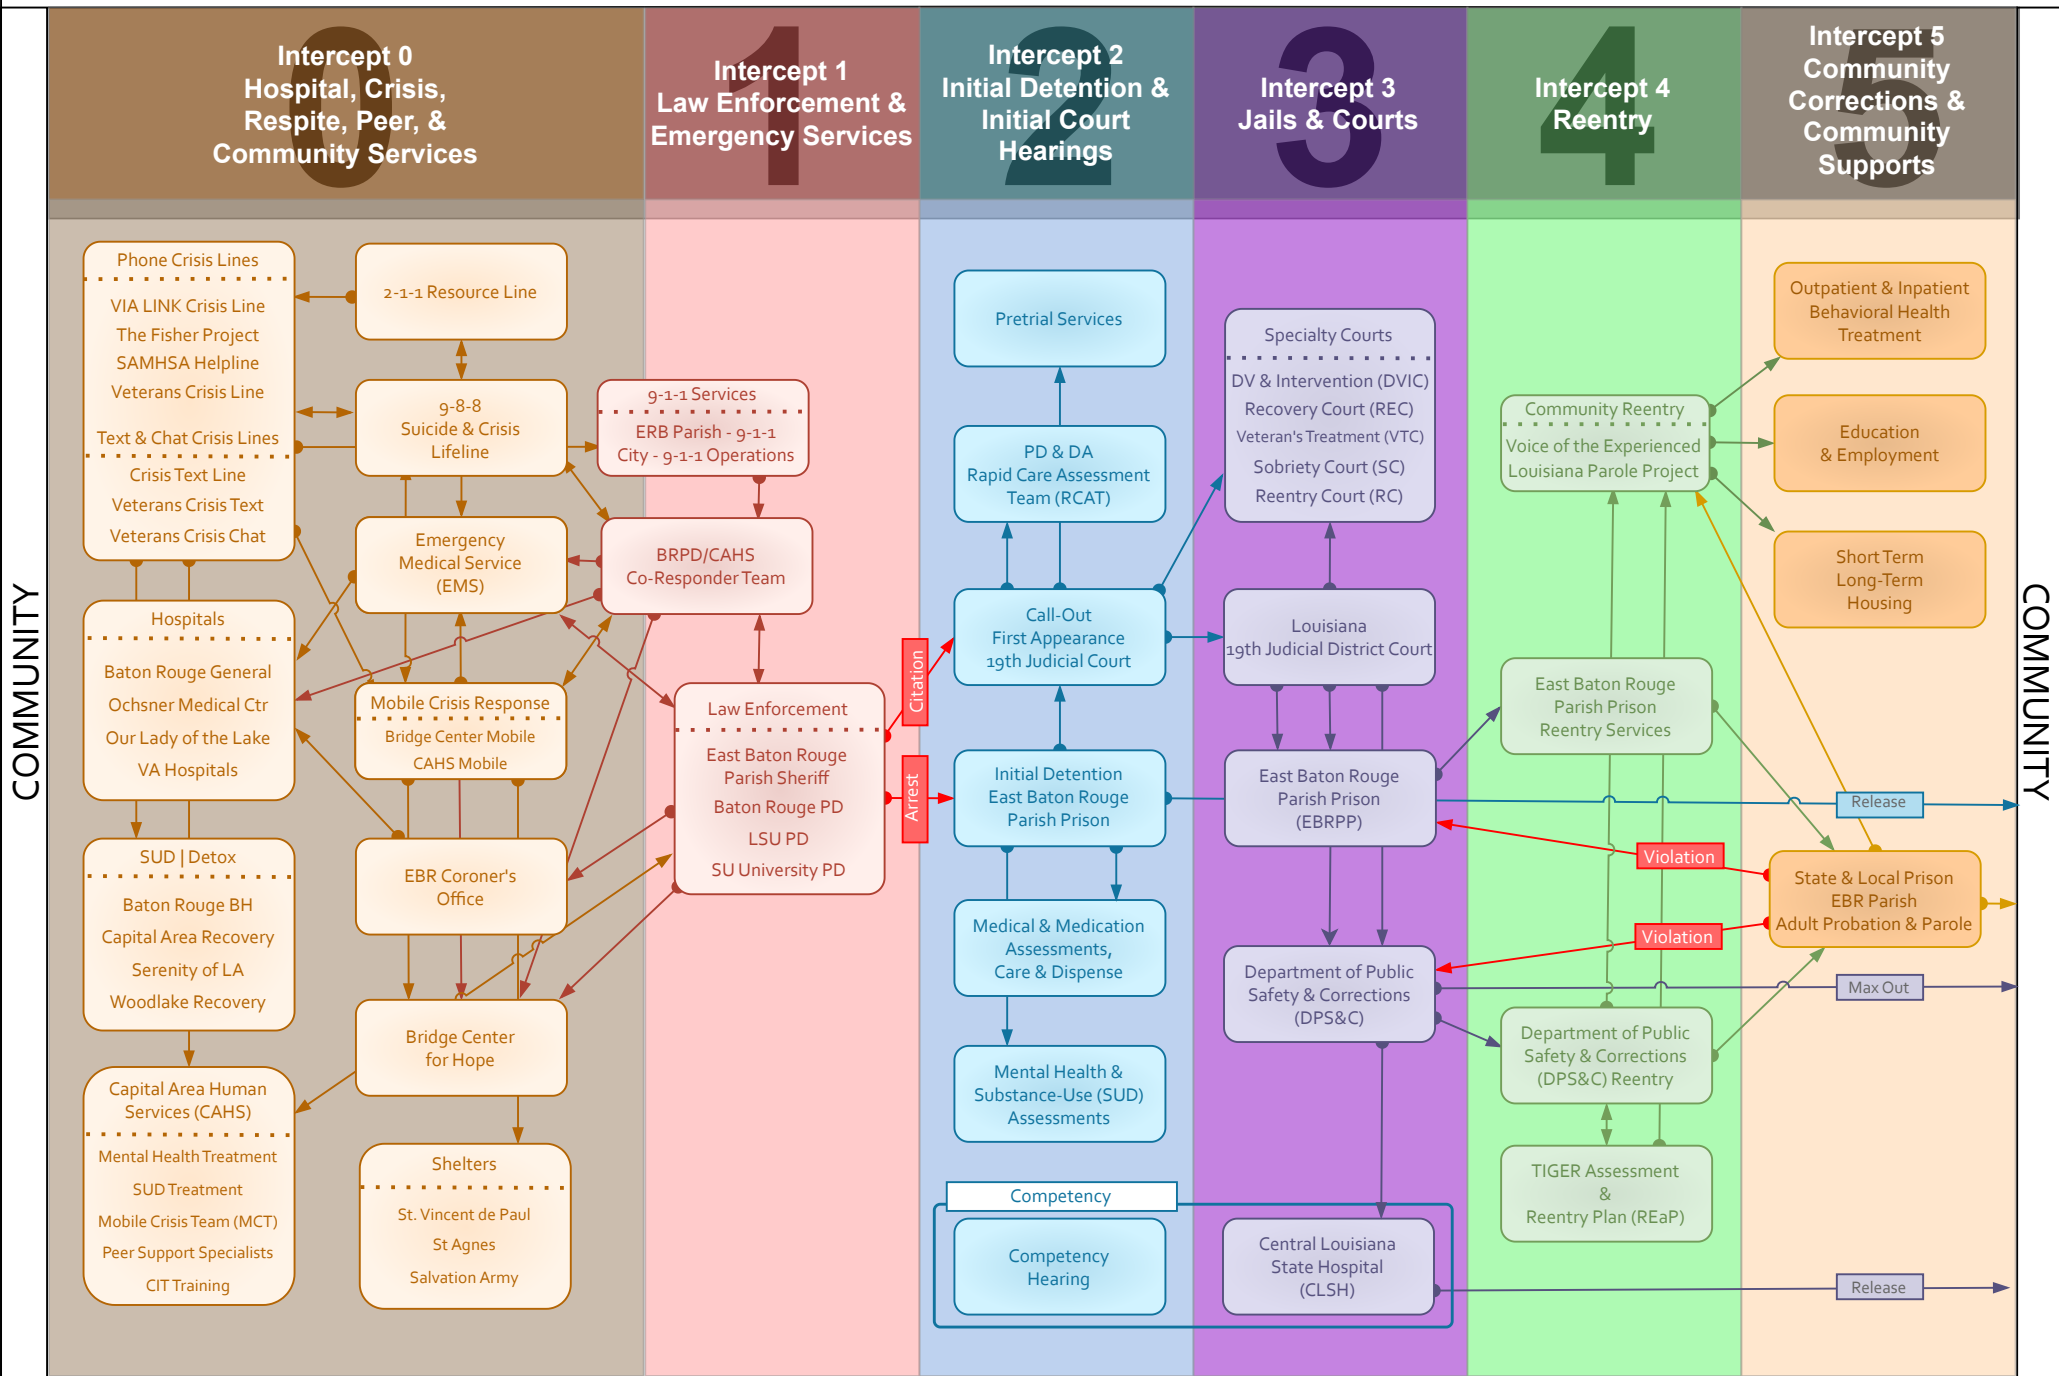 COMMUNITY
0
Intercept 0
Hospital, Crisis,
Respite, Peer, &
Community Services
1
Intercept 1
Law Enforcement &
Emergency Services
2
Intercept 2
Initial Detention &
Initial Court
Hearings
3
Intercept 3
Jails & Courts
4
Intercept 4
Reentry
5
Intercept 5
Community
Corrections &
Community
Supports
Phone Crisis Lines
VIA LINK Crisis Line
The Fisher Project
SAMHSA Helpline
Veterans Crisis Line
Text & Chat Crisis Lines
Crisis Text Line
Veterans Crisis Text
Veterans Crisis Chat
Hospitals
Baton Rouge General
Ochsner Medical Ctr
Our Lady of the Lake
VA Hospitals
SUD | Detox
Baton Rouge BH
Capital Area Recovery
Serenity of LA
Woodlake Recovery
Capital Area Human
Services (CAHS)
Mental Health Treatment
SUD Treatment
Mobile Crisis Team (MCT)
Peer Support Specialists
CIT Training
2-1-1 Resource Line
9-8-8
Suicide & Crisis
Lifeline
Emergency
Medical Service
(EMS)
Mobile Crisis Response
Bridge Center Mobile
CAHS Mobile
EBR Coroner's
Office
Bridge Center
for Hope
Shelters
St. Vincent de Paul
St Agnes
Salvation Army
9-1-1 Services
ERB Parish - 9-1-1
City - 9-1-1 Operations
BRPD/CAHS
Co-Responder Team
Law Enforcement
East Baton Rouge
Parish Sheriff
Baton Rouge PD
LSU PD
SU University PD
Citation
Arrest
Pretrial Services
PD & DA
Rapid Care Assessment
Team (RCAT)
Call-Out
First Appearance
19th Judicial Court
Initial Detention
East Baton Rouge
Parish Prison
Medical & Medication
Assessments,
Care & Dispense
Mental Health &
Substance-Use (SUD)
Assessments
Competency
Competency
Hearing
Specialty Courts
DV & Intervention (DVIC)
Recovery Court (REC)
Veteran's Treatment (VTC)
Sobriety Court (SC)
Reentry Court (RC)
Louisiana
19th Judicial District Court
East Baton Rouge
Parish Prison
(EBRPP)
Department of Public
Safety & Corrections
(DPS&C)
Central Louisiana
State Hospital
(CLSH)
Community Reentry
Voice of the Experienced
Louisiana Parole Project
East Baton Rouge
Parish Prison
Reentry Services
Department of Public
Safety & Corrections
(DPS&C) Reentry
TIGER Assessment
&
Reentry Plan (REaP)
Outpatient & Inpatient
Behavioral Health
Treatment
Education
& Employment
Short Term
Long-Term
Housing
Release
Violation
State & Local Prison
EBR Parish
Adult Probation & Parole
Violation
Max Out
Release
COMMUNITY